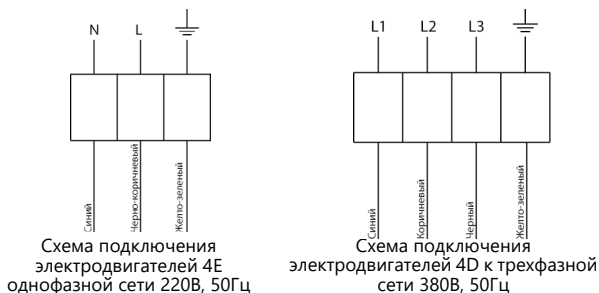 N L
L1 L2 L3
Синий
Черно-коричневый
Желто-зеленый
Синий
Коричневый
Черный
Желто-зеленый
Схема подключения
электродвигателей 4E
однофазной сети 220В, 50Гц
Схема подключения
электродвигателей 4D к трехфазной
сети 380В, 50Гц